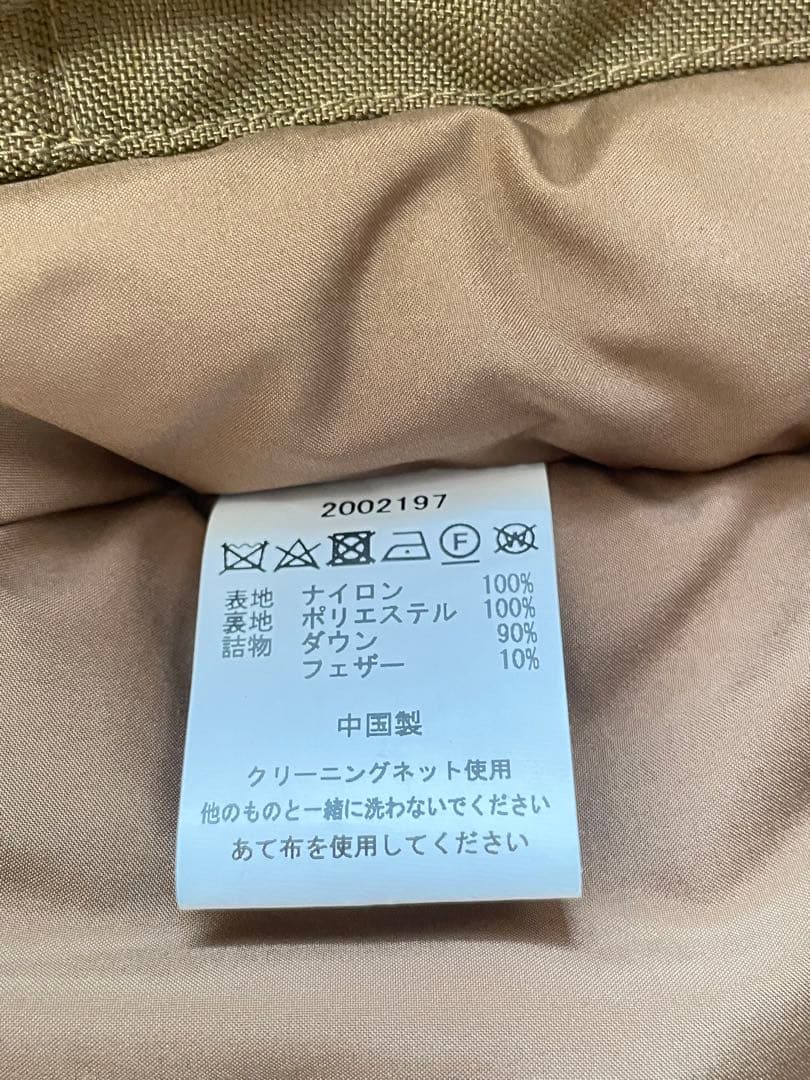 2002197
F W
表地 ナイロン 100%
裏地 ポリエステル 100%
詰物 ダウン 90%
フェザー 10%
中国製
クリーニングネット使用
他のものと一緒に洗わないでください
あて布を使用してください